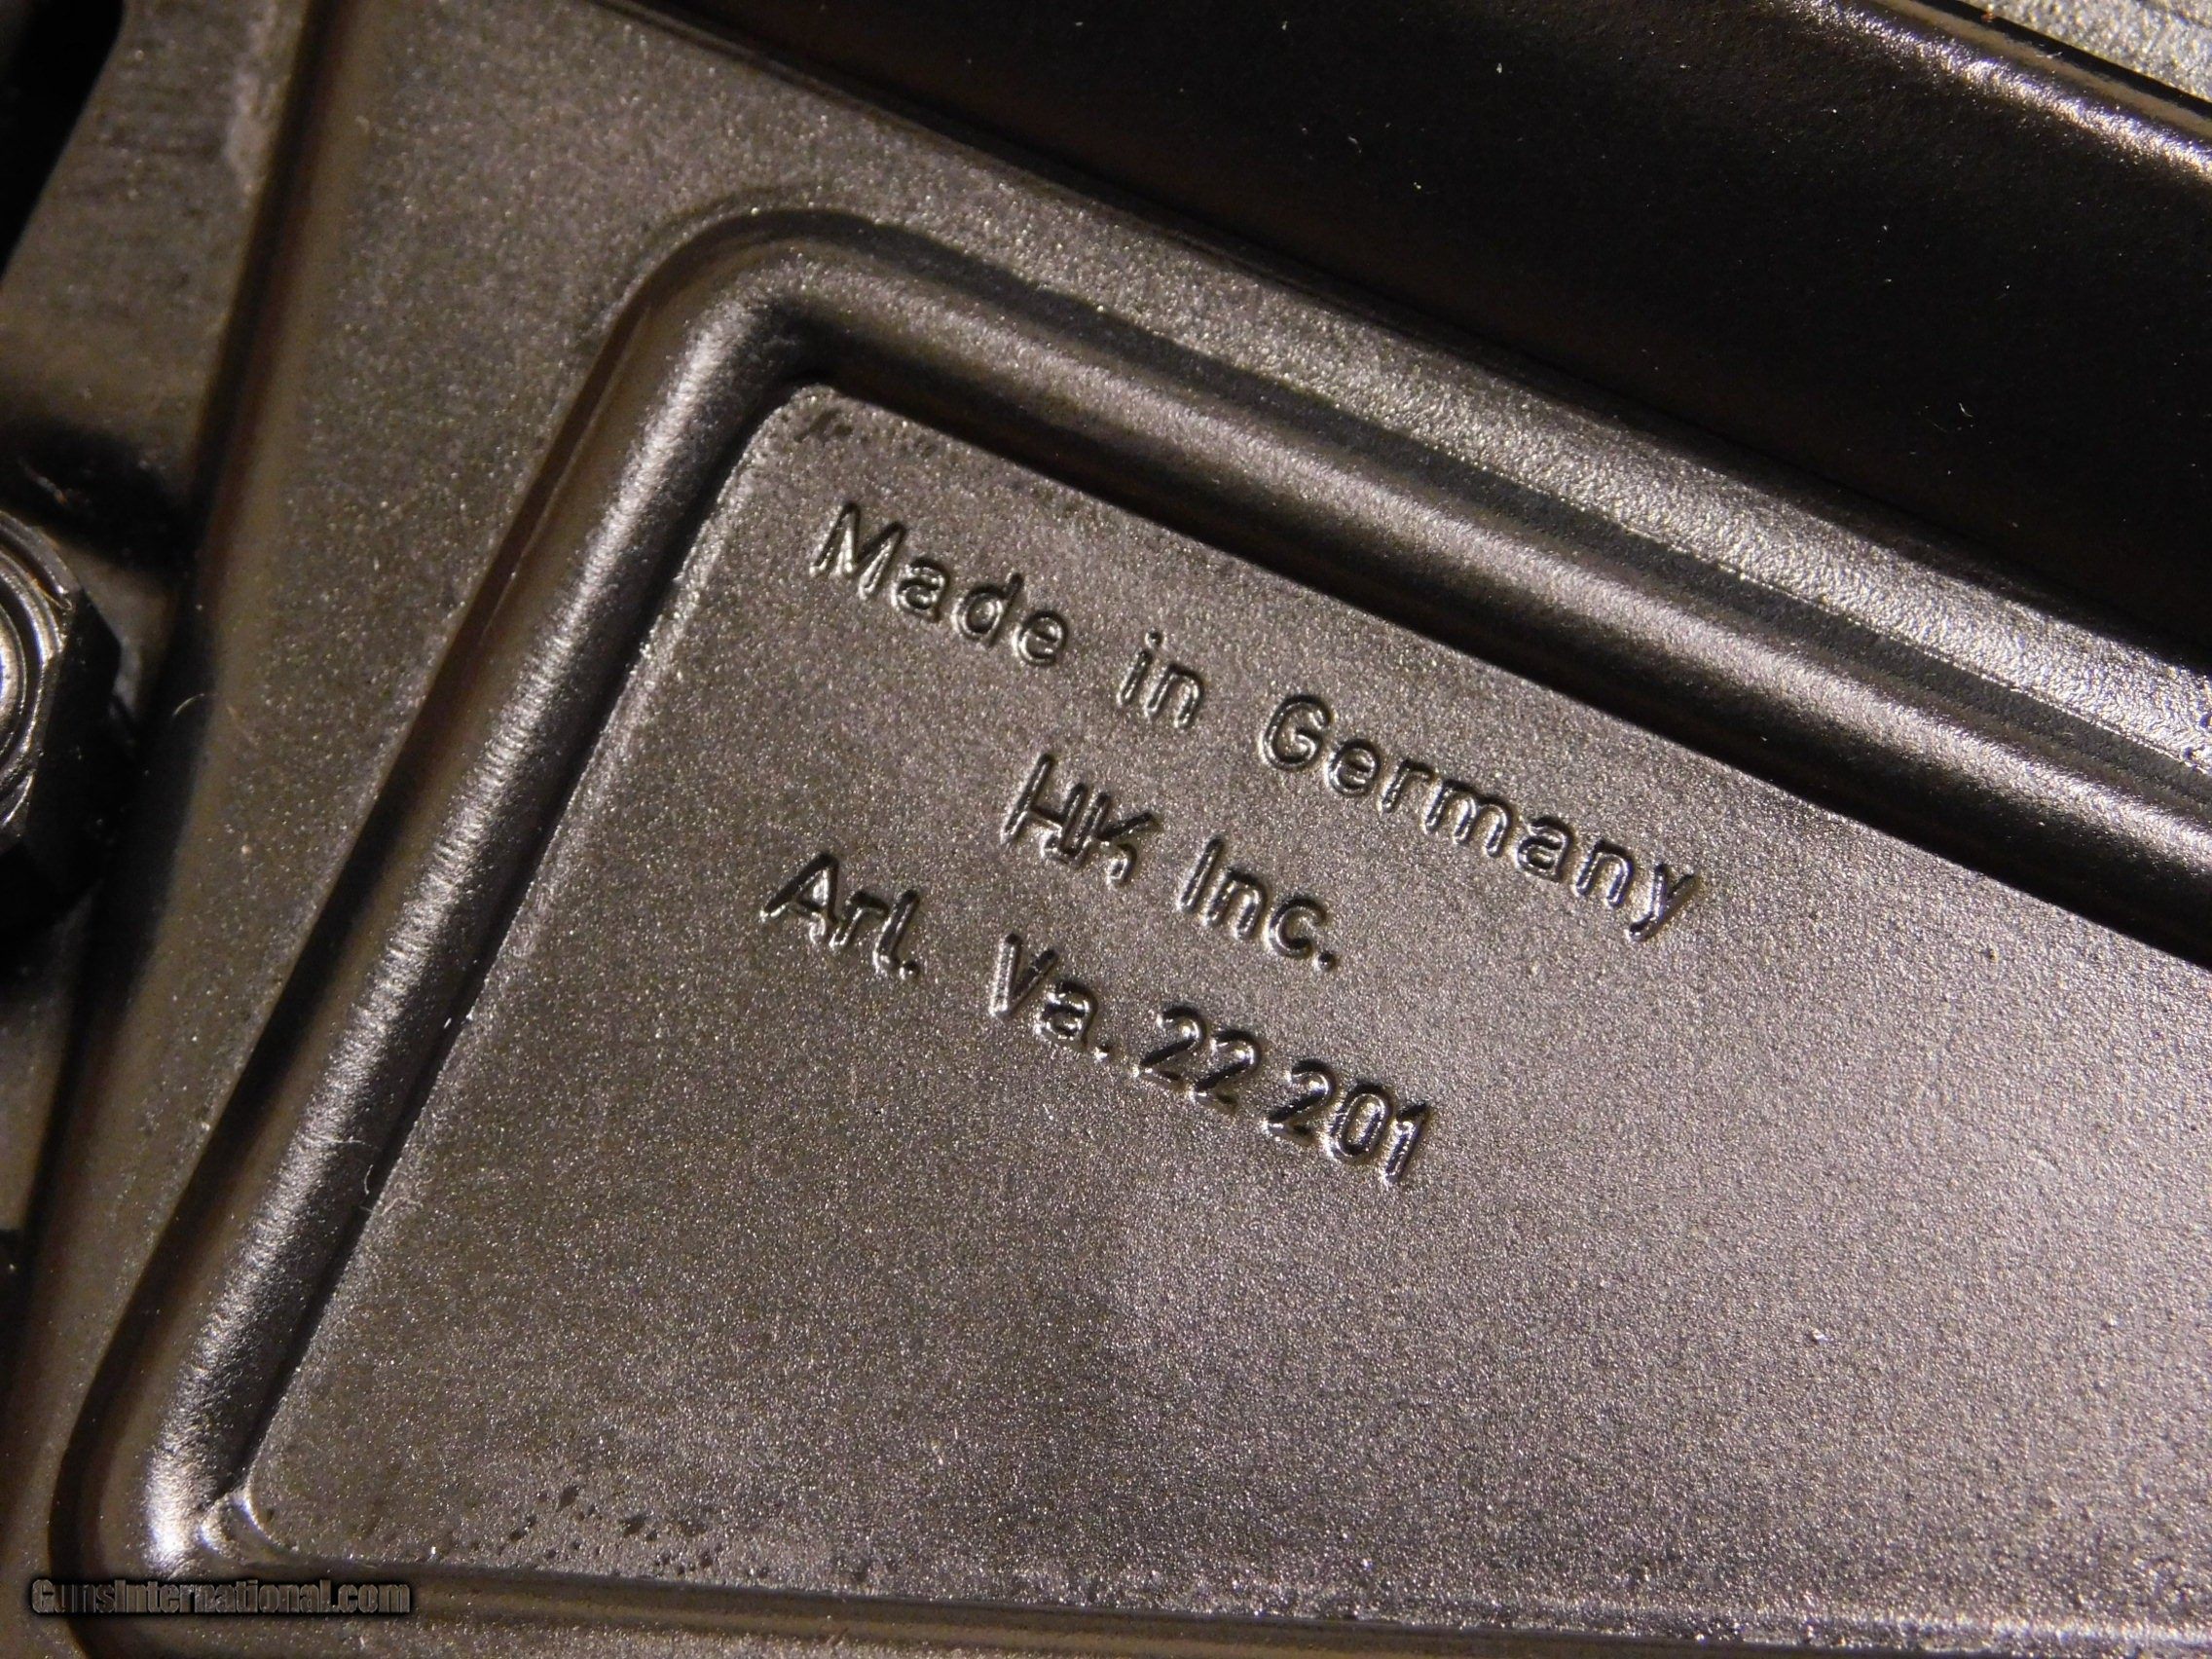 Made in Germany
HK Inc.
Arl. Va. 22 201
GunsInternational.com